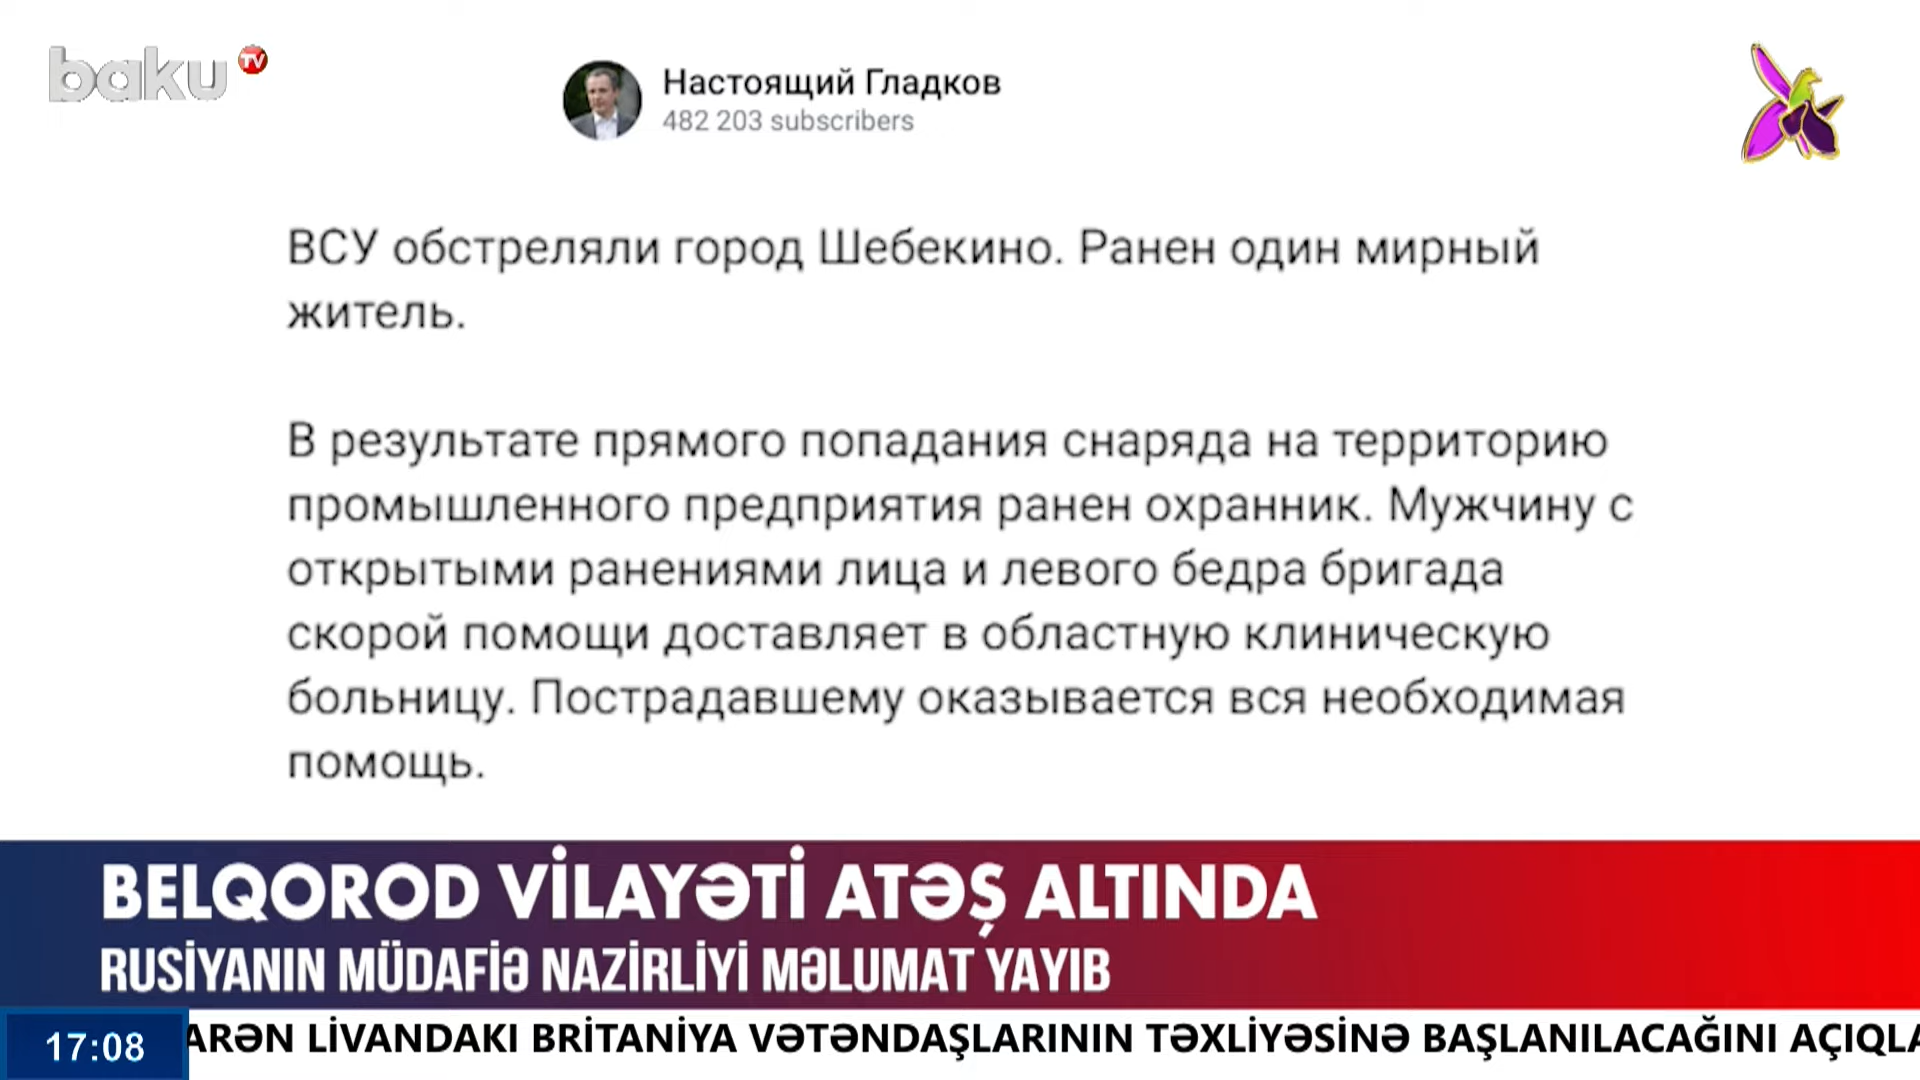 baku TV
Настоящий Гладков
482 203 subscribers
ВСУ обстреляли город Шебекино. Ранен один мирный
житель.
В результате прямого попадания снаряда на территорию
промышленного предприятия ранен охранник. Мужчину с
открытыми ранениями лица и левого бедра бригада
скорой помощи доставляет в областную клиническую
больницу. Пострадавшему оказывается вся необходимая
помощь.
BELQOROD VİLAYƏTİ ATƏŞ ALTINDA
RUSİYANIN MÜDAFİƏ NAZİRLİYİ MƏLUMAT YAYIB
17:08 ARƏN LİVANDAKI BRİTANİYA VƏTƏNDAŞLARININ TƏXLİYƏSİNƏ BAŞLANILACAĞINI AÇIQLA